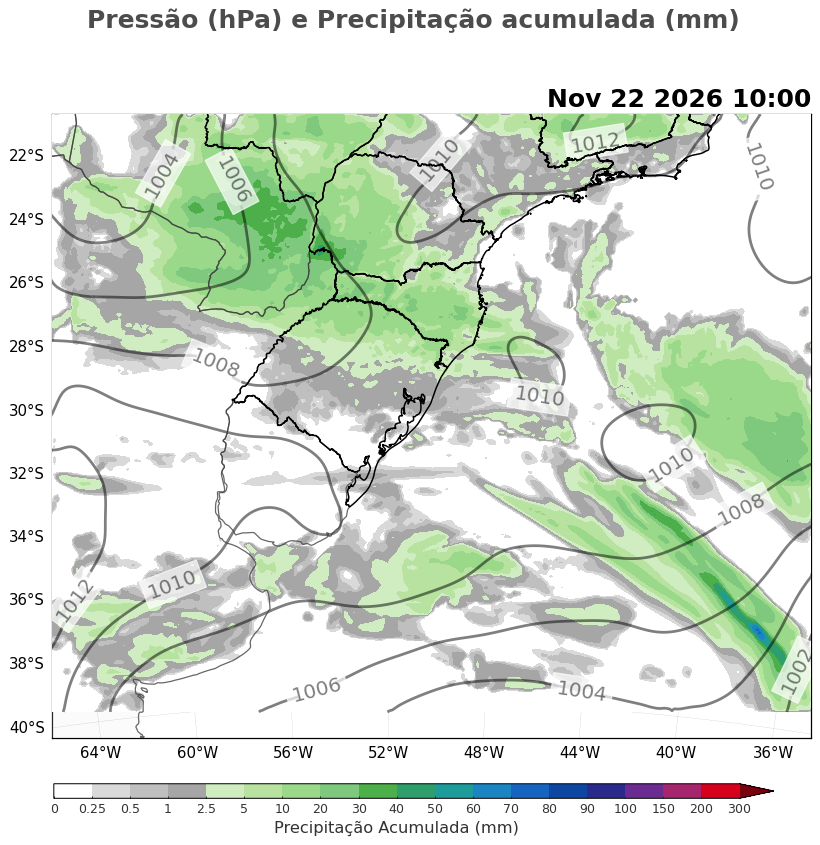 Pressão (hPa) e Precipitação acumulada (mm)
Nov 22 2026 10:00
22°S
24°S
26°S
28°S
30°S
32°S
34°S
36°S
38°S
40°S
1004
1006
1010
1012
1010
1008
1010
1010
1008
1012
1010
1006
1004
1002
64°W 60°W 56°W 52°W 48°W 44°W 40°W 36°W
0 0.25 0.5 1 2.5 5 10 20 30 40 50 60 70 80 90 100 150 200 300
Precipitação Acumulada (mm)